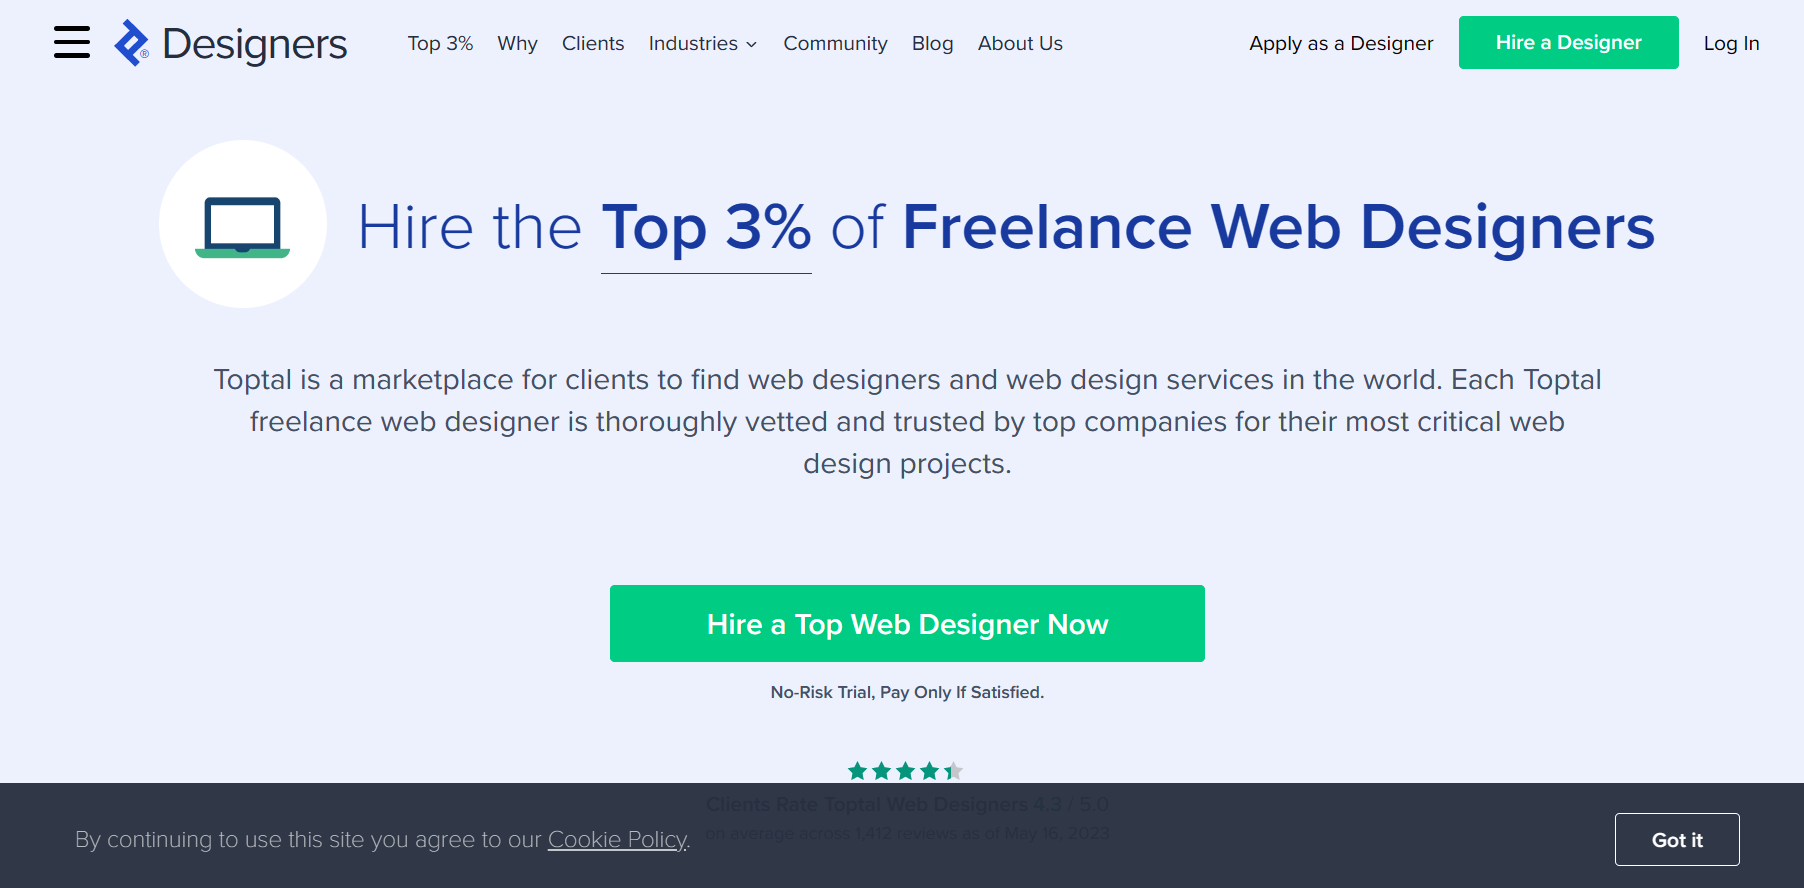 Designers
Top 3% Why Clients Industries Community Blog About Us
Apply as a Designer Hire a Designer Log In
Hire the Top 3% of Freelance Web Designers
Toptal is a marketplace for clients to find web designers and web design services in the world. Each Toptal
freelance web designer is thoroughly vetted and trusted by top companies for their most critical web
design projects.
Hire a Top Web Designer Now
No-Risk Trial, Pay Only If Satisfied.
Clients Rate Toptal Web Designers 4.3 / 5.0
on average across 1,412 reviews as of May 16, 2023
By continuing to use this site you agree to our Cookie Policy.
Got it